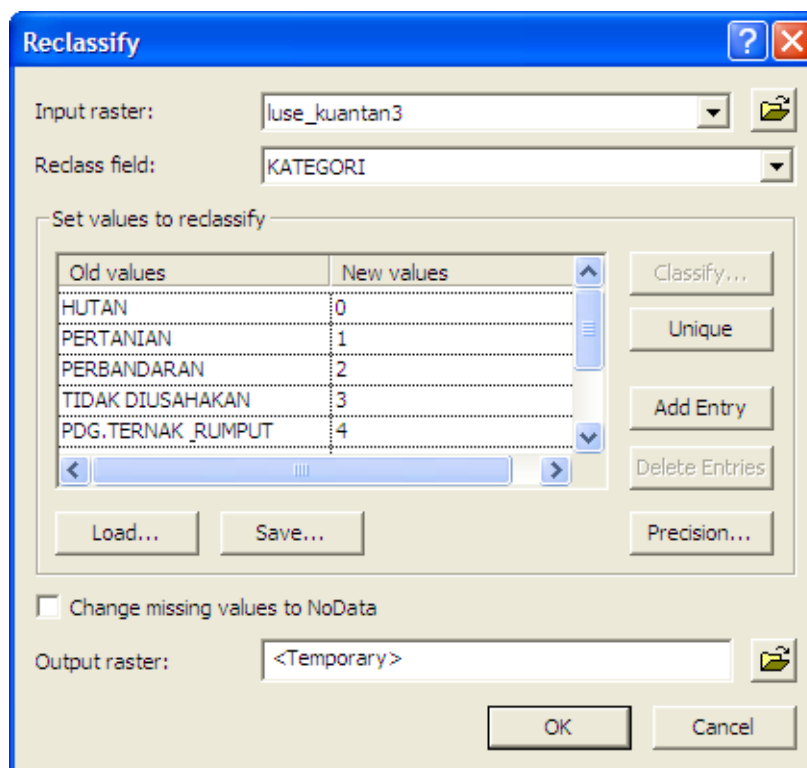 Reclassify
Input raster: luse_kuantan3
Reclass field: KATEGORI
Set values to reclassify
Old values New values Classify...
HUTAN 0
PERTANIAN 1 Unique
PERBANDARAN 2
TIDAK DIUSAHAKAN 3 Add Entry
PDG.TERNAK_RUMPUT 4
Delete Entries
Load... Save... Precision...
Change missing values to NoData
Output raster: <Temporary>
OK Cancel